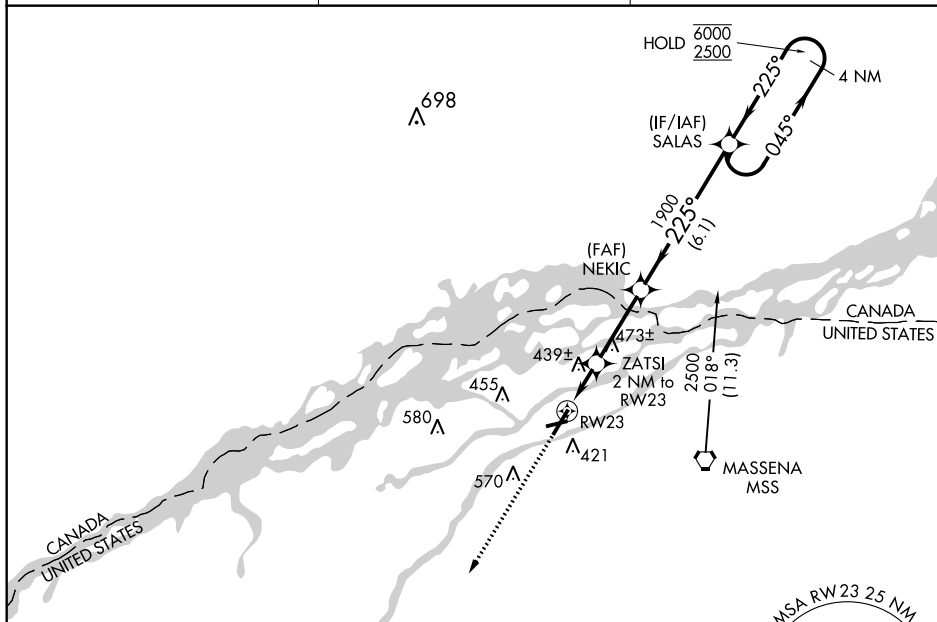 HOLD 6000
2500
4 NM
225°
045°
698
(IF/IAF)
SALAS
1900
225°
(6.1)
(FAF)
NEKIC
CANADA
UNITED STATES
473±
439±
ZATSI
2 NM to
RW23
2500
018°
(11.3)
455
580
RW23
421
570
MASSENA
MSS
CANADA
UNITED STATES
MSA RW23 25 NM